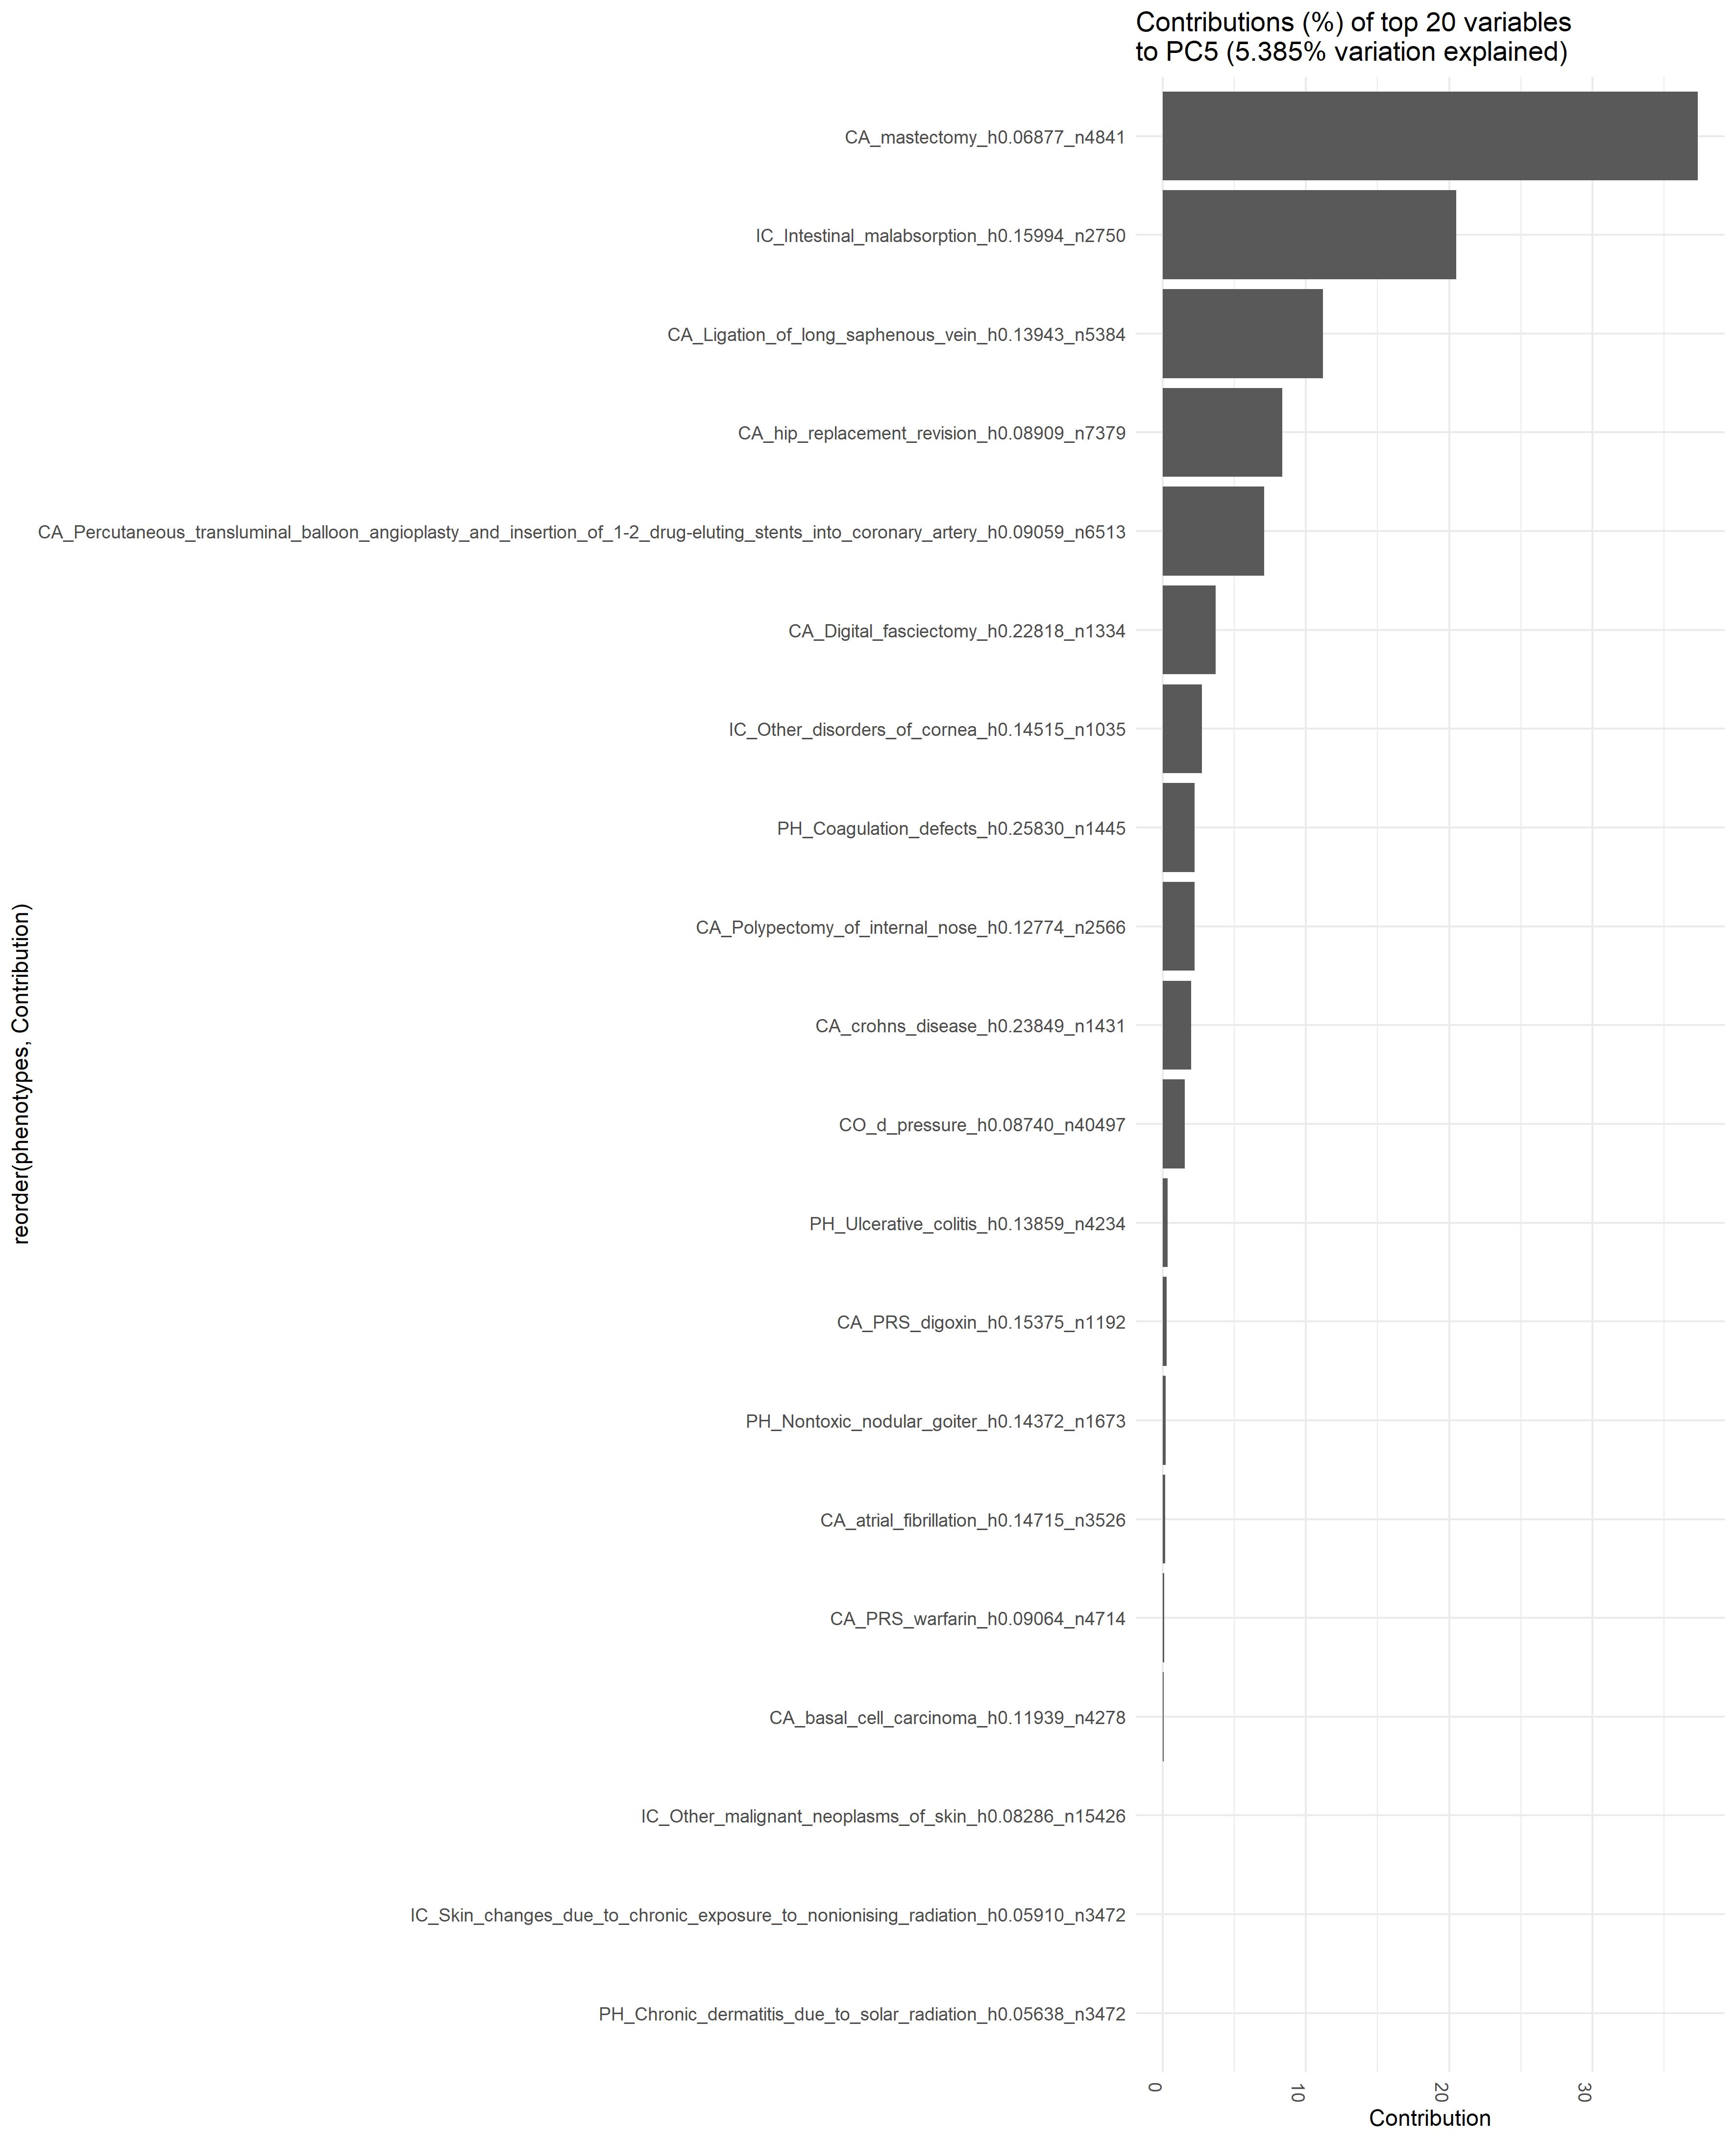 Contributions (%) of top 20 variables
to PC5 (5.385% variation explained)
CA_mastectomy_h0.06877_n4841
IC_Intestinal_malabsorption_h0.15994_n2750
CA_Ligation_of_long_saphenous_vein_h0.13943_n5384
CA_hip_replacement_revision_h0.08909_n7379
CA_Percutaneous_transluminal_balloon_angioplasty_and_insertion_of_1-2_drug-eluting_stents_into_coronary_artery_h0.09059_n6513
CA_Digital_fasciectomy_h0.22818_n1334
IC_Other_disorders_of_cornea_h0.14515_n1035
PH_Coagulation_defects_h0.25830_n1445
CA_Polypectomy_of_internal_nose_h0.12774_n2566
CA_crohns_disease_h0.23849_n1431
CO_d_pressure_h0.08740_n40497
PH_Ulcerative_colitis_h0.13859_n4234
CA_PRS_digoxin_h0.15375_n1192
PH_Nontoxic_nodular_goiter_h0.14372_n1673
CA_atrial_fibrillation_h0.14715_n3526
CA_PRS_warfarin_h0.09064_n4714
CA_basal_cell_carcinoma_h0.11939_n4278
IC_Other_malignant_neoplasms_of_skin_h0.08286_n15426
IC_Skin_changes_due_to_chronic_exposure_to_nonionising_radiation_h0.05910_n3472
PH_Chronic_dermatitis_due_to_solar_radiation_h0.05638_n3472
reorder(phenotypes, Contribution)
0
10
20
30
Contribution